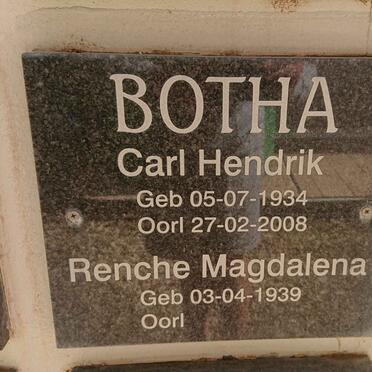 BOTHA
Carl Hendrik
Geb 05-07-1934
Oorl 27-02-2008
Renche Magdalena
Geb 03-04-1939
Oorl